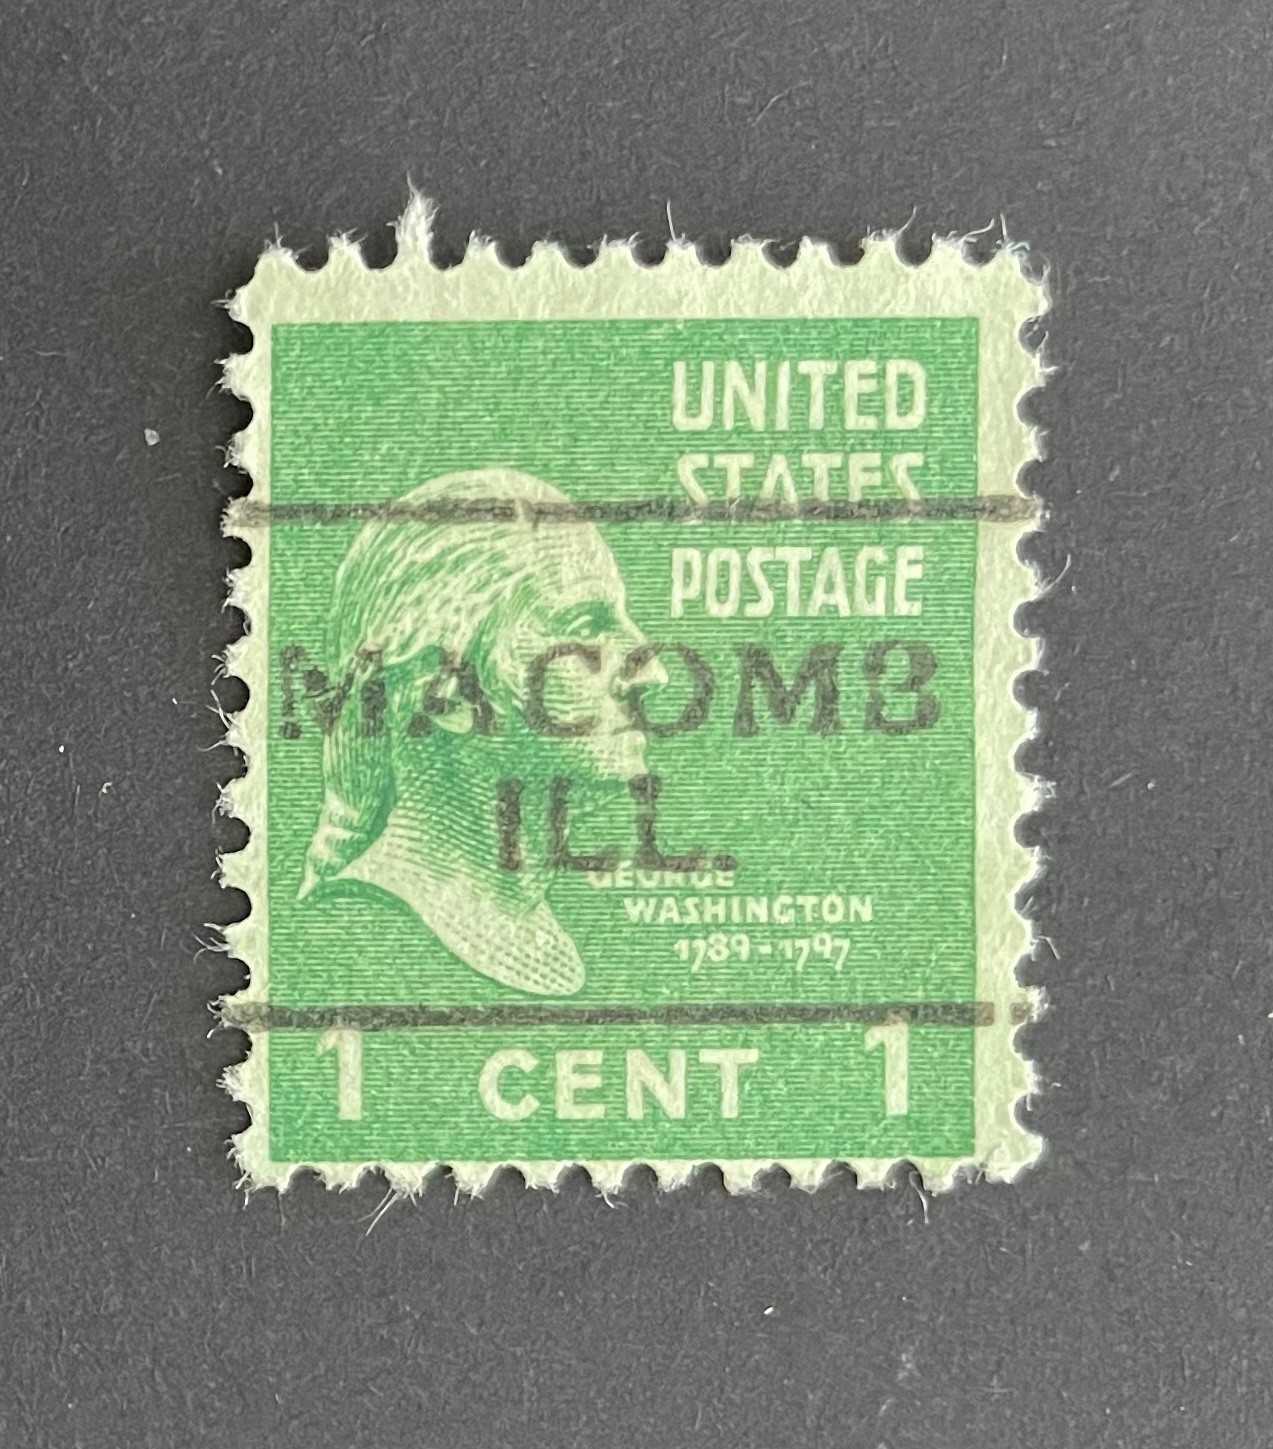 UNITED
STATES
POSTAGE
MACOMB
ILL.
GEORGE
WASHINGTON
1789-1797
1 CENT 1